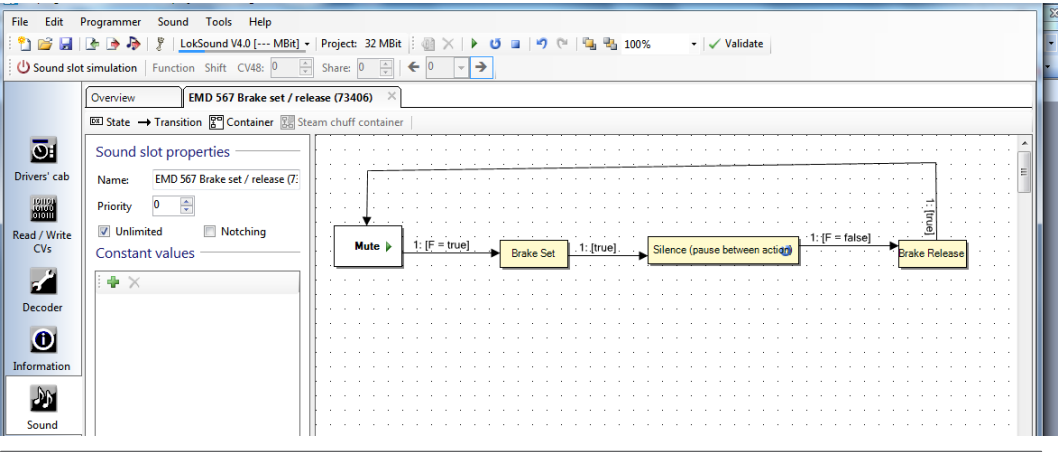 File Edit Programmer Sound Tools Help
LokSound V4.0 [--- MBit] Project: 32 MBit 100% Validate
Sound slot simulation Function Shift CV48: 0 Share: 0 0
Overview EMD 567 Brake set / release (73406)
State Transition Container Steam chuff container
Drivers' cab
Read / Write
CVs
Decoder
Information
Sound
Sound slot properties
Name: EMD 567 Brake set / release (7:
Priority 0
Unlimited Notching
Constant values
Mute
1: [F = true]
Brake Set
1: [true]
Silence (pause between action)
1: [F = false]
Brake Release
1: [true]